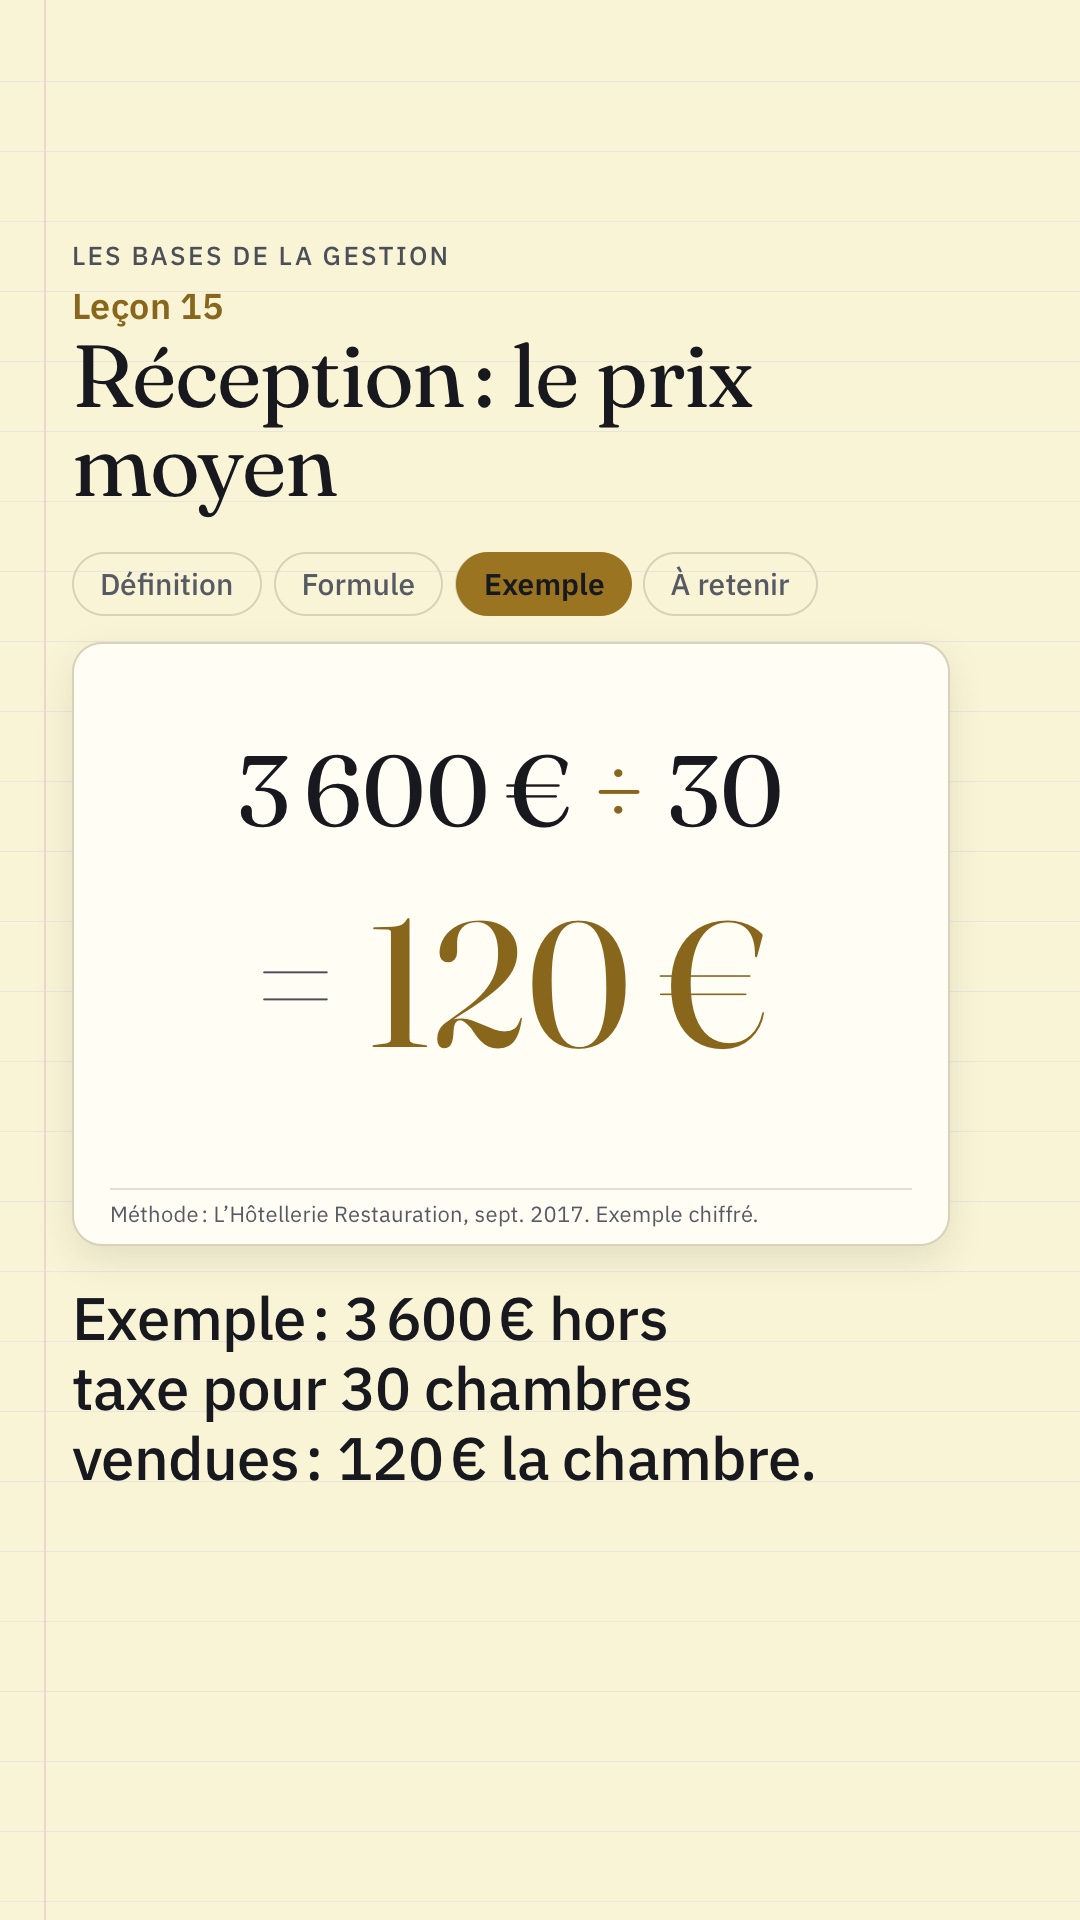 LES BASES DE LA GESTION
Leçon 15
Réception : le prix
moyen
Définition
Formule
Exemple
À retenir
3 600 € ÷ 30
= 120 €
Méthode : L’Hôtellerie Restauration, sept. 2017. Exemple chiffré.
Exemple : 3 600 € hors
taxe pour 30 chambres
vendues : 120 € la chambre.